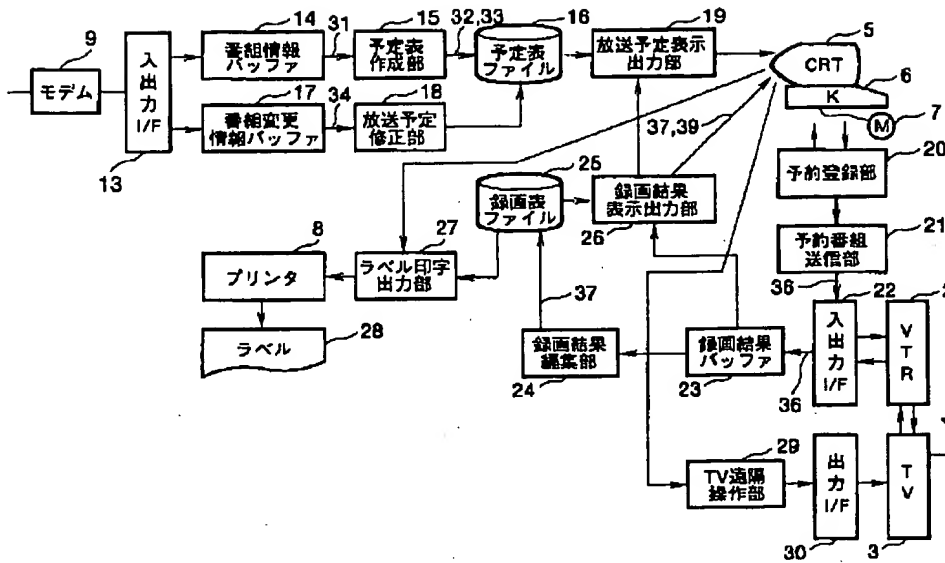 9
モデム
13
入出力I/F
14
番組情報
バッファ
31
15
予定表
作成部
32,33
16
予定表
ファイル
19
放送予定表示
出力部
5
CRT
6
K
7
M
17
番組変更
情報バッファ
34
18
放送予定
修正部
37,39
20
予約登録部
25
録画表
ファイル
録画結果
表示出力部
26
21
予約番組
送信部
8
プリンタ
27
ラベル印字
出力部
37
36
22
入出力I/F
VTR
28
ラベル
録画結果
編集部
24
録画結果
バッファ
23
36
29
TV遠隔
操作部
出力I/F
30
TV
3